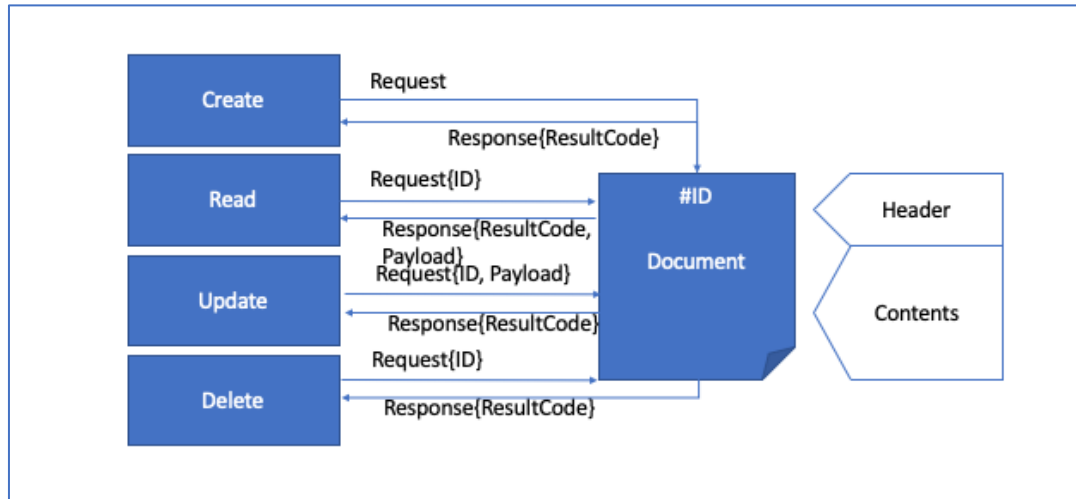 Create
Request
Response{ResultCode}
Read
Request{ID}
Response{ResultCode,
Payload}
Update
Request{ID, Payload}
Response{ResultCode}
Delete
Request{ID}
Response{ResultCode}
#ID
Document
Header
Contents